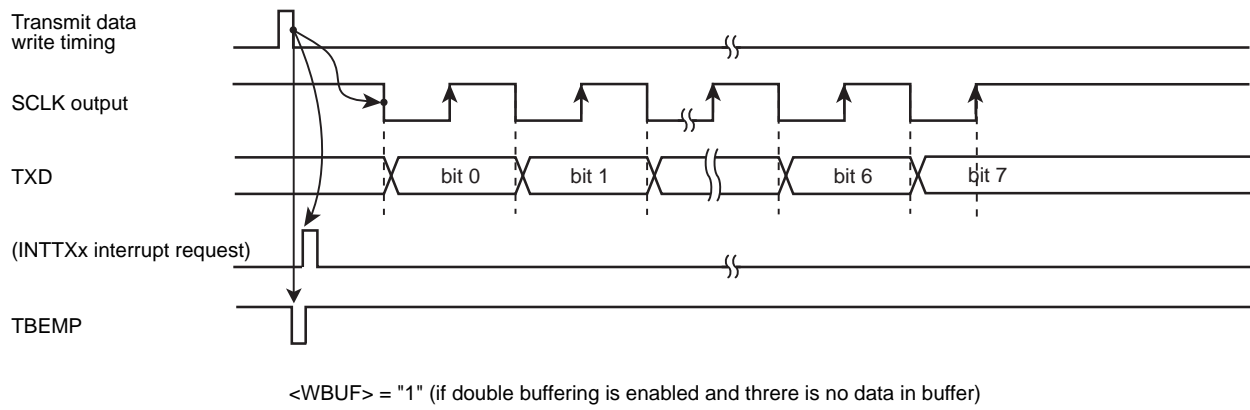 Transmit data
write timing
SCLK output
TXD
bit 0
bit 1
bit 6
bit 7
(INTTXx interrupt request)
TBEMP
<WBUF> = "1" (if double buffering is enabled and threre is no data in buffer)